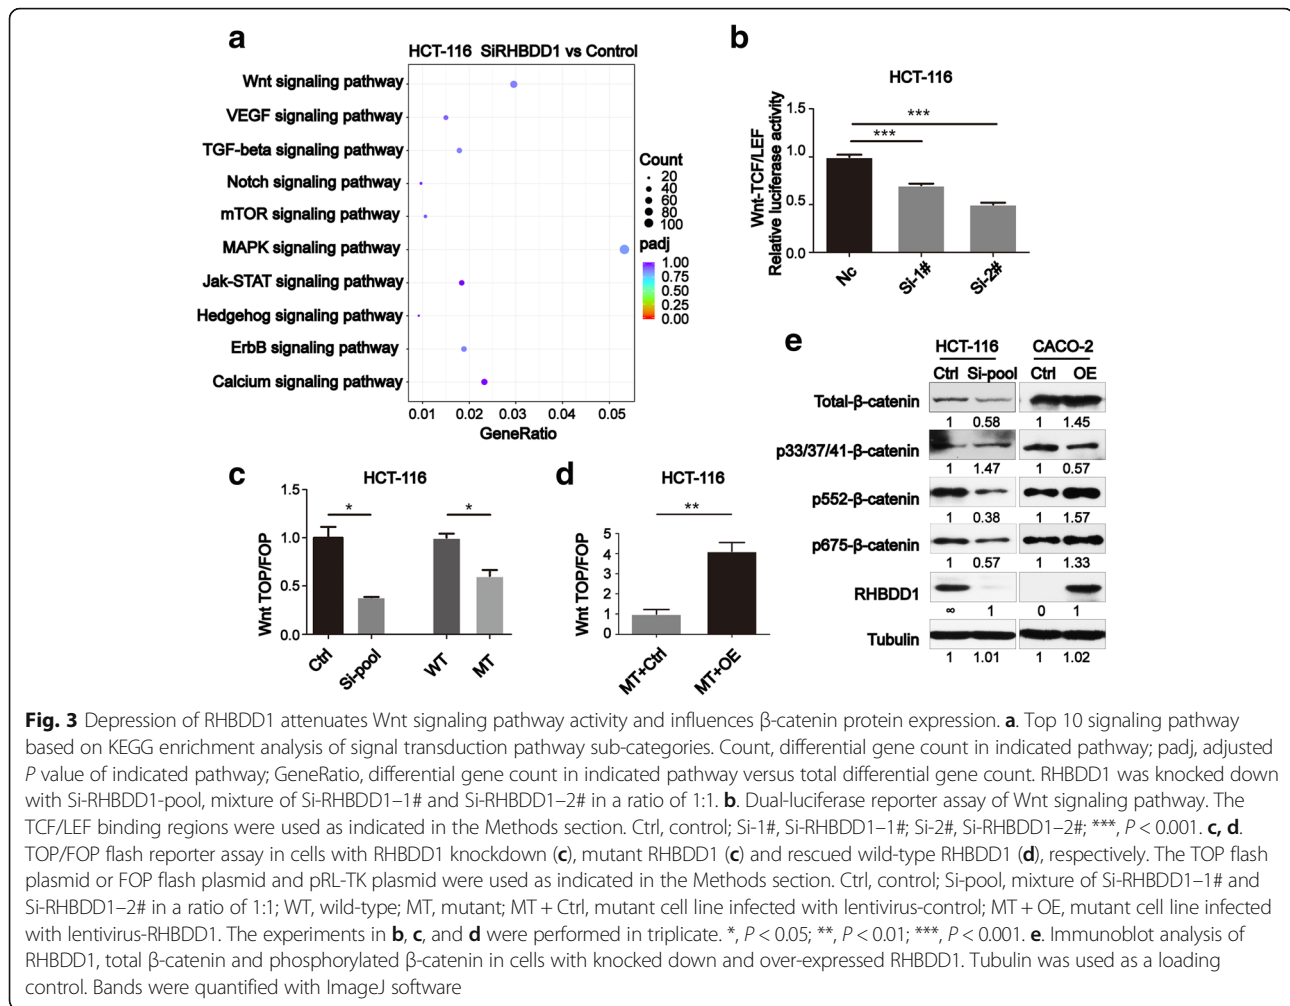 a
HCT-116 SiRHBDD1 vs Control
Wnt signaling pathway
VEGF signaling pathway
TGF-beta signaling pathway
Notch signaling pathway
mTOR signaling pathway
MAPK signaling pathway
Jak-STAT signaling pathway
Hedgehog signaling pathway
ErbB signaling pathway
Calcium signaling pathway
0.01 0.02 0.03 0.04 0.05
GeneRatio
Count
20
40
60
80
100
padj
1.00
0.75
0.50
0.25
0.00
b
HCT-116
Wnt-TCF/LEF
Relative luciferase activity
1.5
1.0
0.5
0.0
***
***
Nc Si-1# Si-2#
c
HCT-116
Wnt TOP/FOP
1.5
1.0
0.5
0.0
* *
Ctrl Si-pool WT MT
d
HCT-116
Wnt TOP/FOP
5
4
3
2
1
0
**
MT+Ctrl MT+OE
e
HCT-116 CACO-2
Ctrl Si-pool Ctrl OE
Total-β-catenin
1 0.58 1 1.45
p33/37/41-β-catenin
1 1.47 1 0.57
p552-β-catenin
1 0.38 1 1.57
p675-β-catenin
1 0.57 1 1.33
RHBDD1
∞ 1 0 1
Tubulin
1 1.01 1 1.02
Fig. 3 Depression of RHBDD1 attenuates Wnt signaling pathway activity and influences β-catenin protein expression. a. Top 10 signaling pathway
based on KEGG enrichment analysis of signal transduction pathway sub-categories. Count, differential gene count in indicated pathway; padj, adjusted
P value of indicated pathway; GeneRatio, differential gene count in indicated pathway versus total differential gene count. RHBDD1 was knocked down
with Si-RHBDD1-pool, mixture of Si-RHBDD1–1# and Si-RHBDD1–2# in a ratio of 1:1. b. Dual-luciferase reporter assay of Wnt signaling pathway. The
TCF/LEF binding regions were used as indicated in the Methods section. Ctrl, control; Si-1#, Si-RHBDD1–1#; Si-2#, Si-RHBDD1–2#; ***, P < 0.001. c, d.
TOP/FOP flash reporter assay in cells with RHBDD1 knockdown (c), mutant RHBDD1 (c) and rescued wild-type RHBDD1 (d), respectively. The TOP flash
plasmid or FOP flash plasmid and pRL-TK plasmid were used as indicated in the Methods section. Ctrl, control; Si-pool, mixture of Si-RHBDD1–1# and
Si-RHBDD1–2# in a ratio of 1:1; WT, wild-type; MT, mutant; MT + Ctrl, mutant cell line infected with lentivirus-control; MT + OE, mutant cell line infected
with lentivirus-RHBDD1. The experiments in b, c, and d were performed in triplicate. *, P < 0.05; **, P < 0.01; ***, P < 0.001. e. Immunoblot analysis of
RHBDD1, total β-catenin and phosphorylated β-catenin in cells with knocked down and over-expressed RHBDD1. Tubulin was used as a loading
control. Bands were quantified with ImageJ software